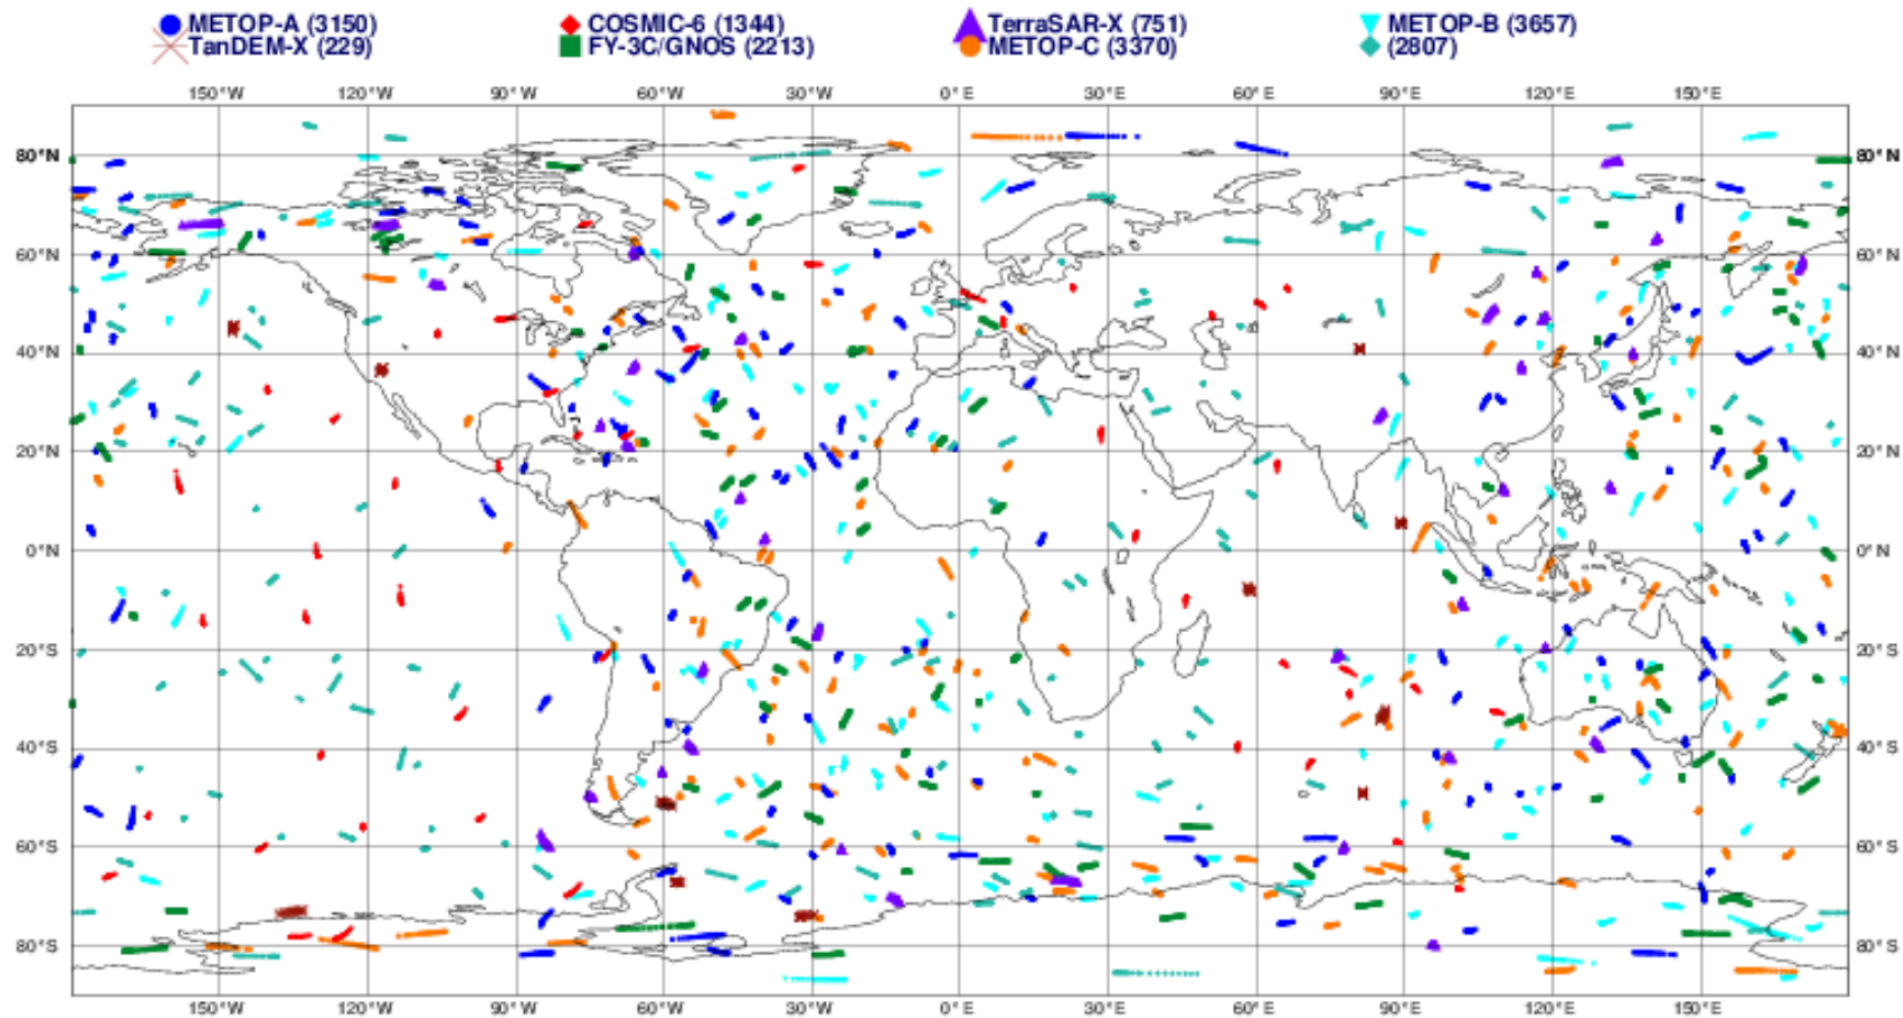 METOP-A (3150) COSMIC-6 (1344) TerraSAR-X (751) METOP-B (3657)
TanDEM-X (229) FY-3C/GNOS (2213) METOP-C (3370) (2807)
150°W 120°W 90°W 60°W 30°W 0°E 30°E 60°E 90°E 120°E 150°E
80°N 80°N
60°N 60°N
40°N 40°N
20°N 20°N
0°N 0°N
20°S 20°S
40°S 40°S
60°S 60°S
80°S 80°S
150°W 120°W 90°W 60°W 30°W 0°E 30°E 60°E 90°E 120°E 150°E